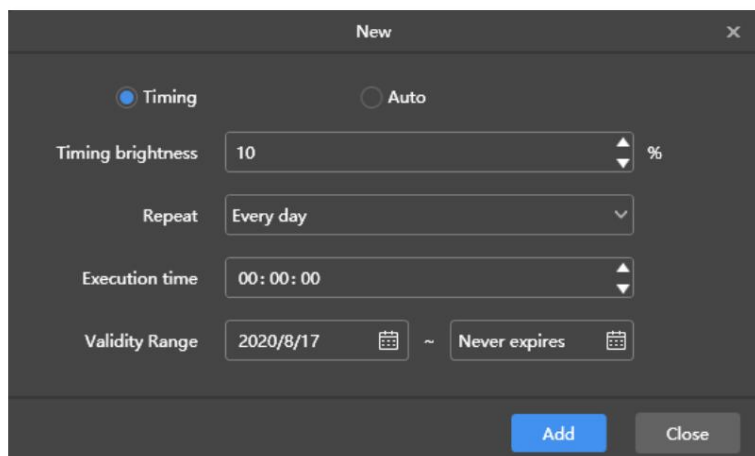 New
Timing Auto
Timing brightness 10 %
Repeat Every day
Execution time 00:00:00
Validity Range 2020/8/17 ~ Never expires
Add Close